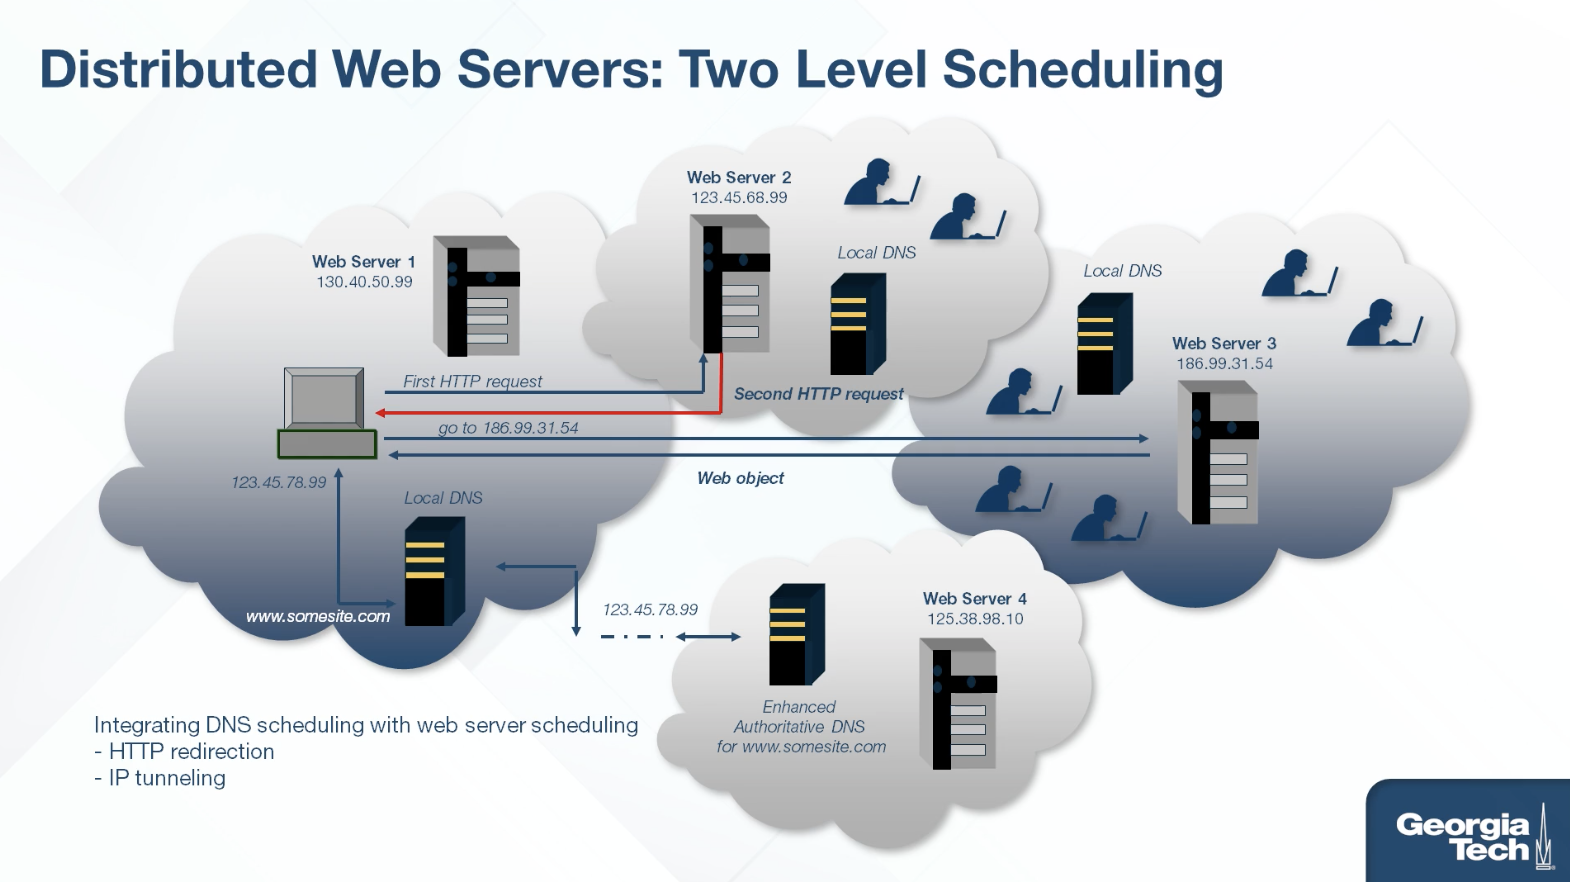 Distributed Web Servers: Two Level Scheduling
Web Server 2
123.45.68.99
Local DNS
Web Server 1
130.40.50.99
Local DNS
Web Server 3
186.99.31.54
First HTTP request
Second HTTP request
go to 186.99.31.54
Web object
123.45.78.99
Local DNS
www.somesite.com
123.45.78.99
Web Server 4
125.38.98.10
Enhanced
Authoritative DNS
for www.somesite.com
Integrating DNS scheduling with web server scheduling
- HTTP redirection
- IP tunneling
Georgia
Tech